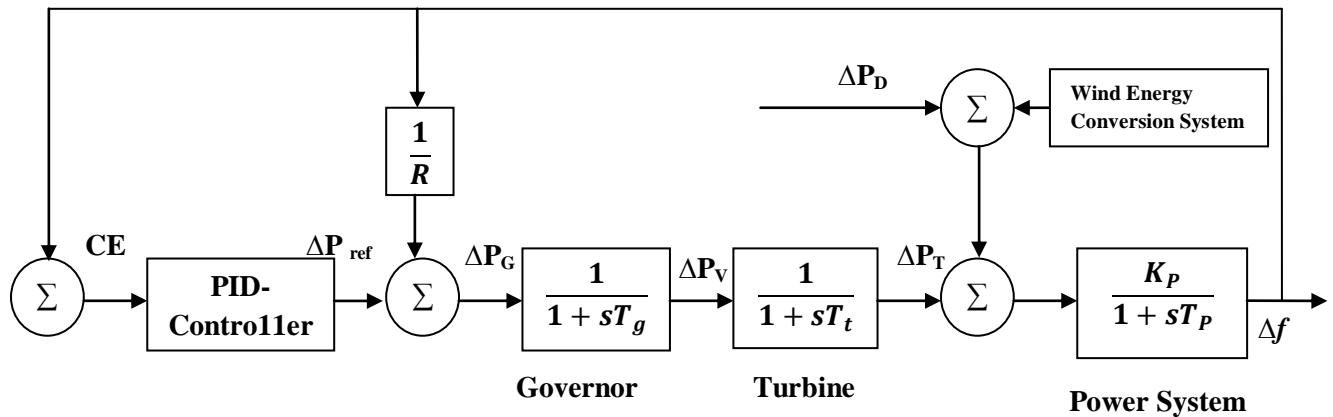 ΔP_D
Wind Energy
Conversion System
Σ
1
R
CE
ΔP ref
ΔP_G
ΔP_V
ΔP_T
Σ
PID-
Contro11er
Σ
1
1 + sT_g
1
1 + sT_t
Σ
K_P
1 + sT_P
Δf
Governor
Turbine
Power System